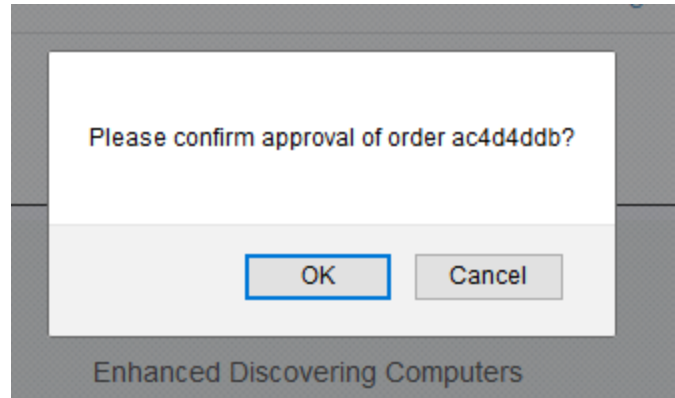 Please confirm approval of order ac4d4ddb?
OK Cancel
Enhanced Discovering Computers